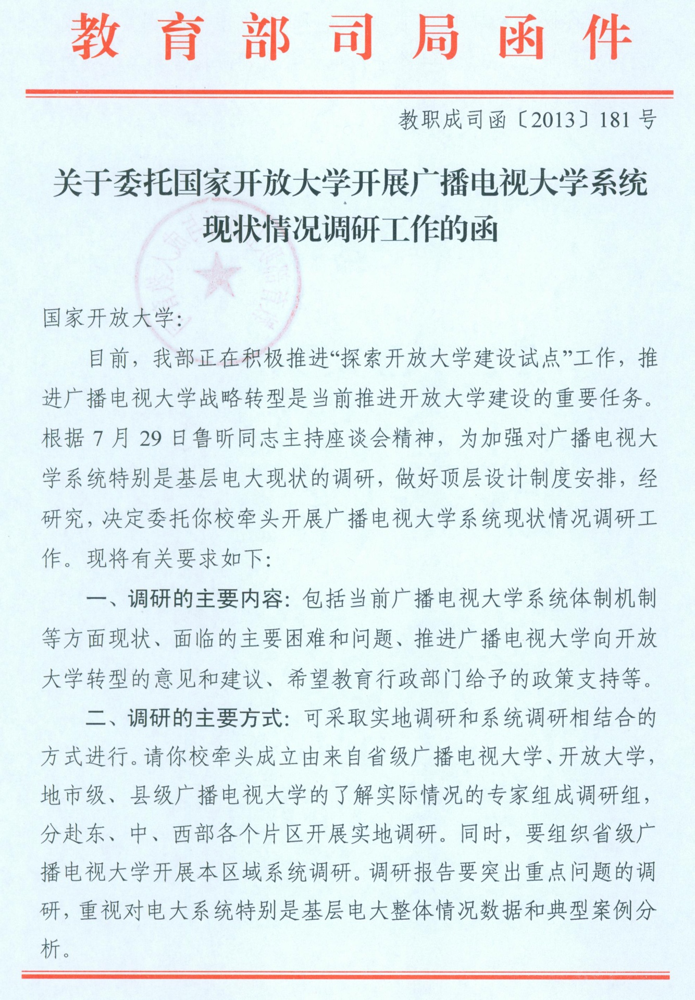 教育部司局函件
教职成司函〔2013〕181 号
关于委托国家开放大学开展广播电视大学系统
现状情况调研工作的函
国家开放大学：
目前，我部正在积极推进“探索开放大学建设试点”工作，推
进广播电视大学战略转型是当前推进开放大学建设的重要任务。
根据 7 月 29 日鲁昕同志主持座谈会精神，为加强对广播电视大
学系统特别是基层电大现状的调研，做好顶层设计制度安排，经
研究，决定委托你校牵头开展广播电视大学系统现状情况调研工
作。现将有关要求如下：
一、调研的主要内容：包括当前广播电视大学系统体制机制
等方面现状、面临的主要困难和问题、推进广播电视大学向开放
大学转型的意见和建议、希望教育行政部门给予的政策支持等。
二、调研的主要方式：可采取实地调研和系统调研相结合的
方式进行。请你校牵头成立由来自省级广播电视大学、开放大学，
地市级、县级广播电视大学的了解实际情况的专家组成调研组，
分赴东、中、西部各个片区开展实地调研。同时，要组织省级广
播电视大学开展本区域系统调研。调研报告要突出重点问题的调
研，重视对电大系统特别是基层电大整体情况数据和典型案例分
析。